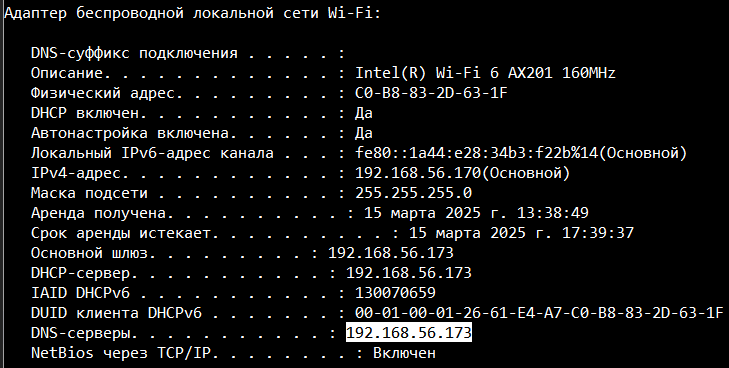 Адаптер беспроводной локальной сети Wi-Fi:
DNS-суффикс подключения . . . . . :
Описание. . . . . . . . . . . . . : Intel(R) Wi-Fi 6 AX201 160MHz
Физический адрес. . . . . . . . . : C0-B8-83-2D-63-1F
DHCP включен. . . . . . . . . . . : Да
Автонастройка включена. . . . . . : Да
Локальный IPv6-адрес канала . . . : fe80::1a44:e28:34b3:f22b%14(Основной)
IPv4-адрес. . . . . . . . . . . . : 192.168.56.170(Основной)
Маска подсети . . . . . . . . . . : 255.255.255.0
Аренда получена. . . . . . . . . . : 15 марта 2025 г. 13:38:49
Срок аренды истекает. . . . . . . . . . : 15 марта 2025 г. 17:39:37
Основной шлюз. . . . . . . . . : 192.168.56.173
DHCP-сервер. . . . . . . . . . . : 192.168.56.173
IAID DHCPv6 . . . . . . . . . . . : 130070659
DUID клиента DHCPv6 . . . . . . . : 00-01-00-01-26-61-E4-A7-C0-B8-83-2D-63-1F
DNS-серверы. . . . . . . . . . . : 192.168.56.173
NetBios через TCP/IP. . . . . . . . : Включен